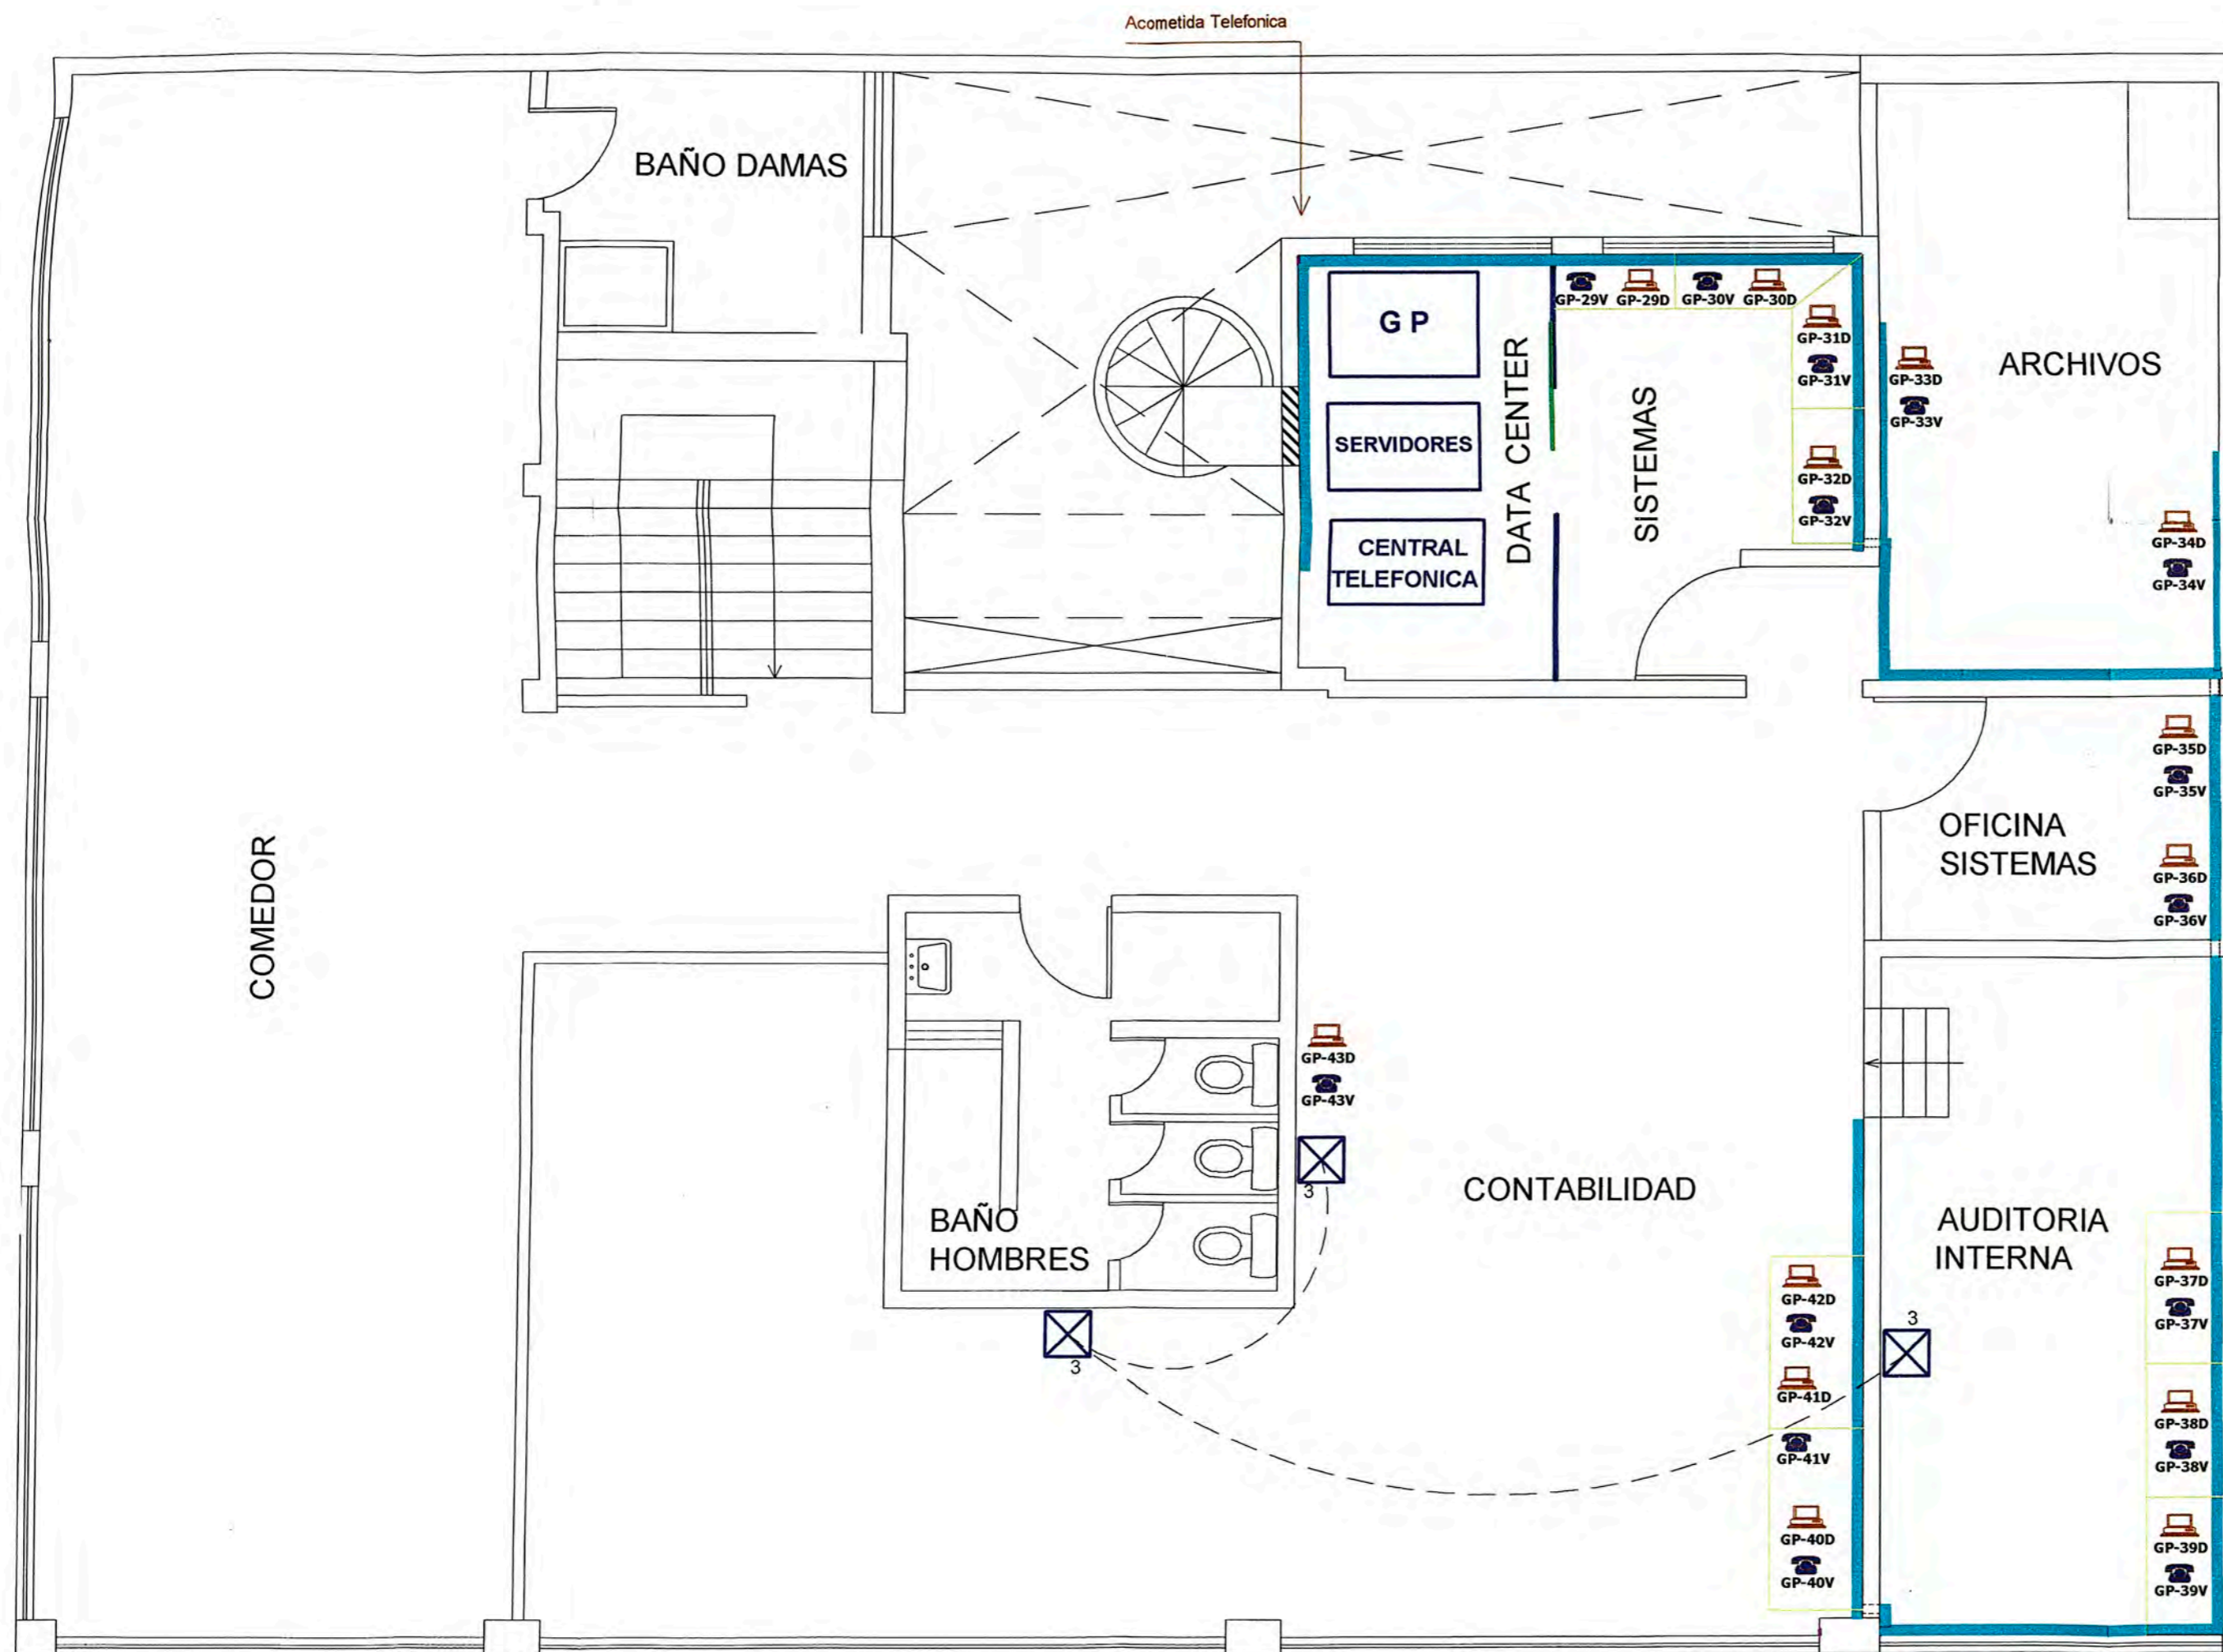 Acometida Telefonica
BAÑO DAMAS
G P
SERVIDORES
CENTRAL
TELEFONICA
DATA CENTER
SISTEMAS
GP-29V
GP-29D
GP-30V
GP-30D
GP-31D
GP-31V
GP-32D
GP-32V
GP-33D
GP-33V
ARCHIVOS
GP-34D
GP-34V
GP-35D
GP-35V
OFICINA
SISTEMAS
GP-36D
GP-36V
COMEDOR
GP-43D
GP-43V
3
CONTABILIDAD
BAÑO
HOMBRES
3
AUDITORIA
INTERNA
3
GP-37D
GP-37V
GP-42D
GP-42V
GP-41D
GP-41V
GP-38D
GP-38V
GP-40D
GP-40V
GP-39D
GP-39V